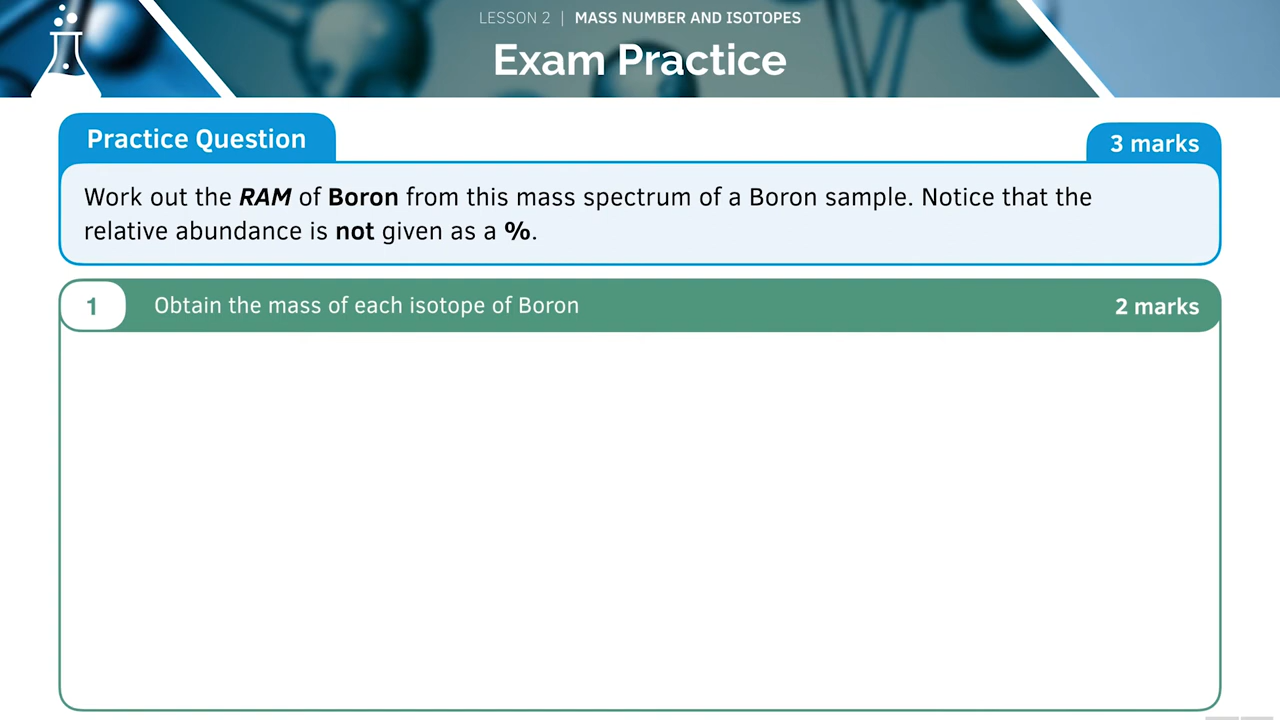 LESSON 2 | MASS NUMBER AND ISOTOPES
Exam Practice
Practice Question
3 marks
Work out the RAM of Boron from this mass spectrum of a Boron sample. Notice that the
relative abundance is not given as a %.
1 Obtain the mass of each isotope of Boron 2 marks